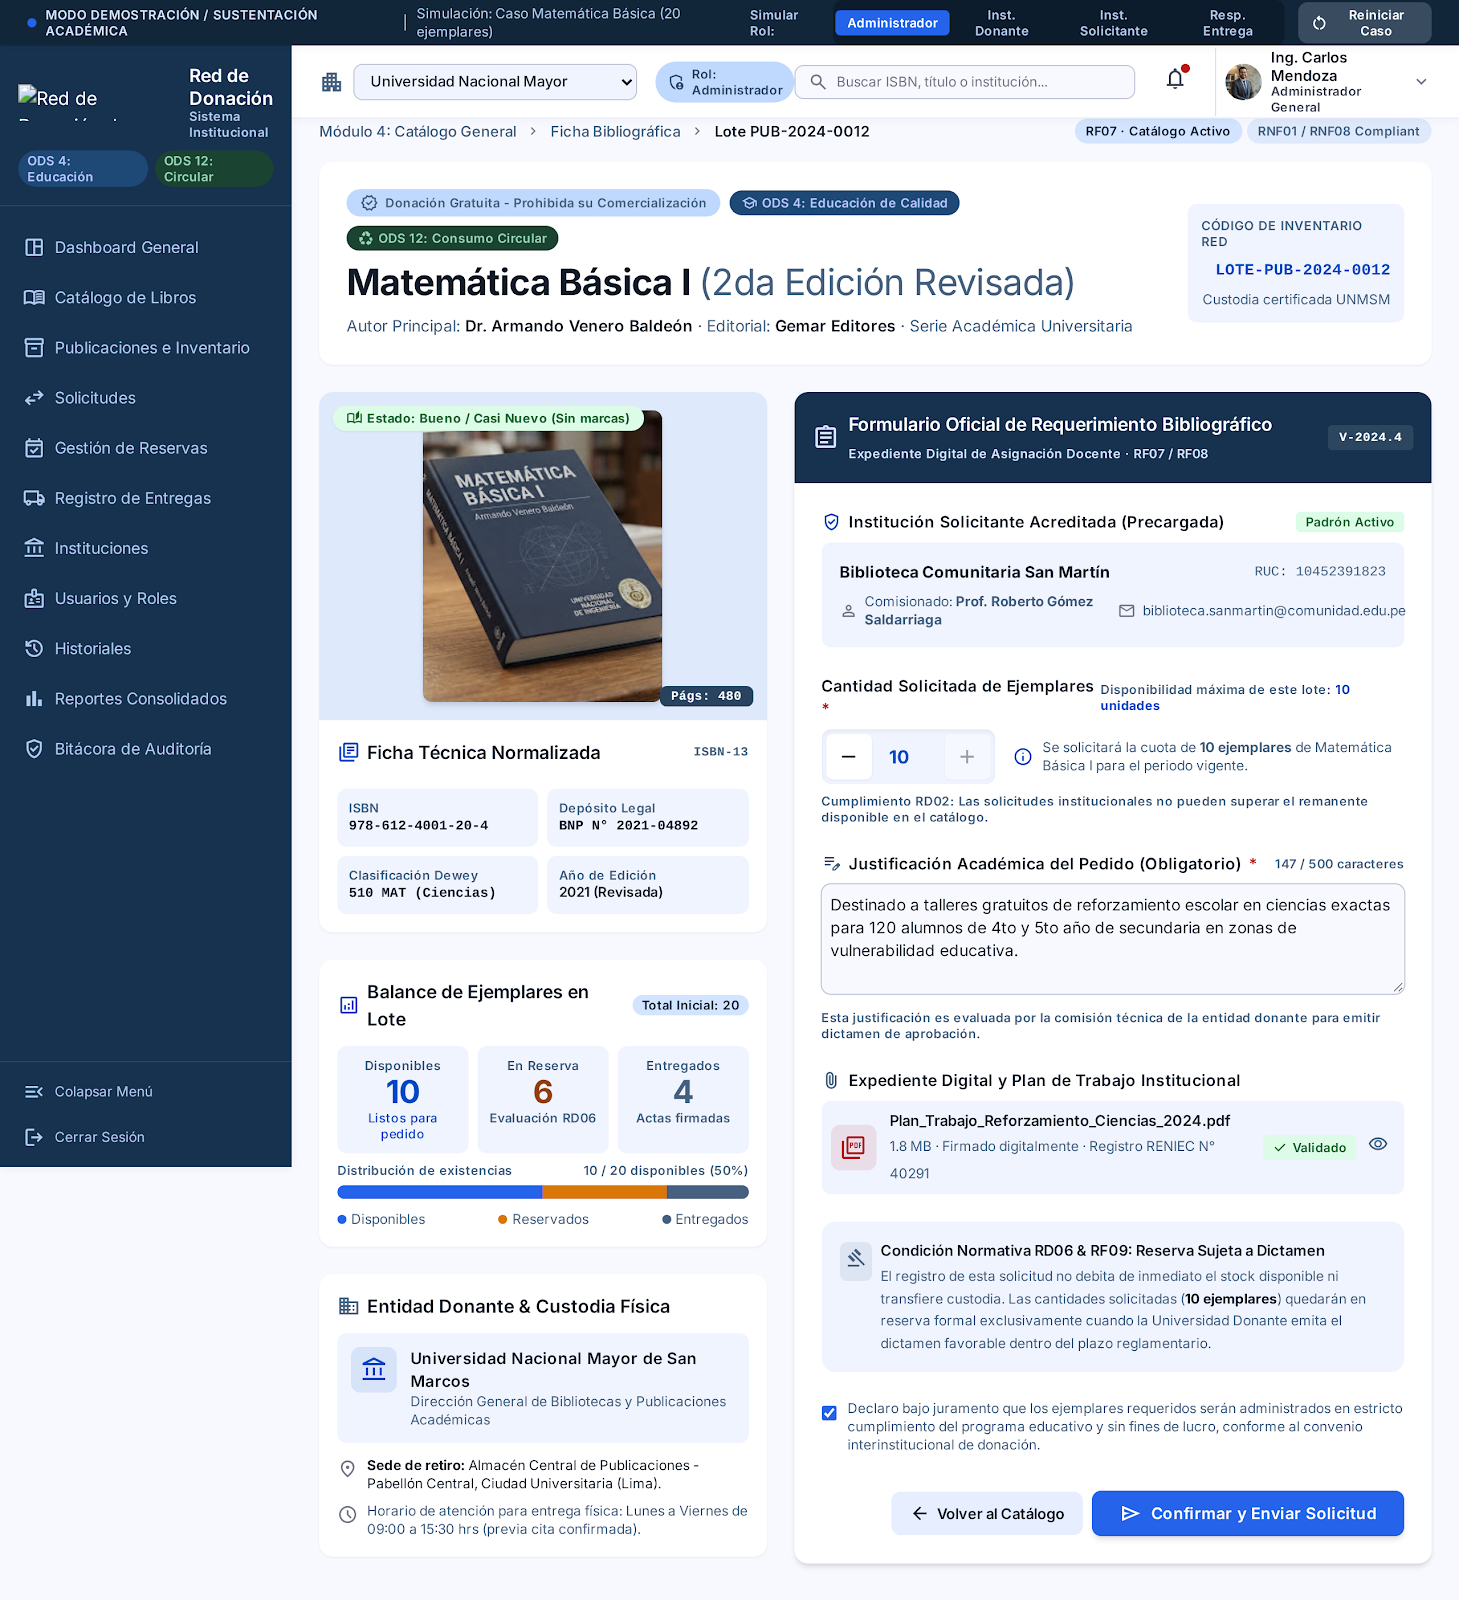 MODO DEMOSTRACIÓN / SUSTENTACIÓN
ACADÉMICA
Simulación: Caso Matemática Básica (20
ejemplares)
Simular
Rol:
Administrador
Inst.
Donante
Inst.
Solicitante
Resp.
Entrega
Reiniciar
Caso
Red de
Red de
Donación
Sistema
Institucional
ODS 4:
Educación
ODS 12:
Circular
Dashboard General
Catálogo de Libros
Publicaciones e Inventario
Solicitudes
Gestión de Reservas
Registro de Entregas
Instituciones
Usuarios y Roles
Historiales
Reportes Consolidados
Bitácora de Auditoría
Colapsar Menú
Cerrar Sesión
Universidad Nacional Mayor
Rol:
Administrador
Buscar ISBN, título o institución...
Ing. Carlos
Mendoza
Administrador
General
Módulo 4: Catálogo General
Ficha Bibliográfica
Lote PUB-2024-0012
RF07 · Catálogo Activo
RNF01 / RNF08 Compliant
Donación Gratuita - Prohibida su Comercialización
ODS 4: Educación de Calidad
ODS 12: Consumo Circular
Matemática Básica I (2da Edición Revisada)
Autor Principal: Dr. Armando Venero Baldeón · Editorial: Gemar Editores · Serie Académica Universitaria
CÓDIGO DE INVENTARIO
RED
LOTE-PUB-2024-0012
Custodia certificada UNMSM
Estado: Bueno / Casi Nuevo (Sin marcas)
MATEMÁTICA
BÁSICA I
Armando Venero Baldeón
MATEMÁTICA BÁSICA I
UNIVERSIDAD
NACIONAL
DE INGENIERÍA
Págs: 480
Ficha Técnica Normalizada
ISBN-13
ISBN
978-612-4001-20-4
Depósito Legal
BNP N° 2021-04892
Clasificación Dewey
510 MAT (Ciencias)
Año de Edición
2021 (Revisada)
Balance de Ejemplares en
Lote
Total Inicial: 20
Disponibles
10
Listos para
pedido
En Reserva
6
Evaluación RD06
Entregados
4
Actas firmadas
Distribución de existencias
10 / 20 disponibles (50%)
Disponibles
Reservados
Entregados
Entidad Donante & Custodia Física
Universidad Nacional Mayor de San
Marcos
Dirección General de Bibliotecas y Publicaciones
Académicas
Sede de retiro: Almacén Central de Publicaciones -
Pabellón Central, Ciudad Universitaria (Lima).
Horario de atención para entrega física: Lunes a Viernes de
09:00 a 15:30 hrs (previa cita confirmada).
Formulario Oficial de Requerimiento Bibliográfico
Expediente Digital de Asignación Docente · RF07 / RF08
V-2024.4
Institución Solicitante Acreditada (Precargada)
Padrón Activo
Biblioteca Comunitaria San Martín
RUC: 10452391823
Comisionado: Prof. Roberto Gómez
Saldarriaga
biblioteca.sanmartin@comunidad.edu.pe
Cantidad Solicitada de Ejemplares
*
Disponibilidad máxima de este lote: 10
unidades
10
Se solicitará la cuota de 10 ejemplares de Matemática
Básica I para el periodo vigente.
Cumplimiento RD02: Las solicitudes institucionales no pueden superar el remanente
disponible en el catálogo.
Justificación Académica del Pedido (Obligatorio) *
147 / 500 caracteres
Destinado a talleres gratuitos de reforzamiento escolar en ciencias exactas
para 120 alumnos de 4to y 5to año de secundaria en zonas de
vulnerabilidad educativa.
Esta justificación es evaluada por la comisión técnica de la entidad donante para emitir
dictamen de aprobación.
Expediente Digital y Plan de Trabajo Institucional
PDF
Plan_Trabajo_Reforzamiento_Ciencias_2024.pdf
1.8 MB · Firmado digitalmente · Registro RENIEC N°
40291
Validado
Condición Normativa RD06 & RF09: Reserva Sujeta a Dictamen
El registro de esta solicitud no debita de inmediato el stock disponible ni
transfiere custodia. Las cantidades solicitadas (10 ejemplares) quedarán en
reserva formal exclusivamente cuando la Universidad Donante emita el
dictamen favorable dentro del plazo reglamentario.
Declaro bajo juramento que los ejemplares requeridos serán administrados en estricto
cumplimiento del programa educativo y sin fines de lucro, conforme al convenio
interinstitucional de donación.
Volver al Catálogo
Confirmar y Enviar Solicitud